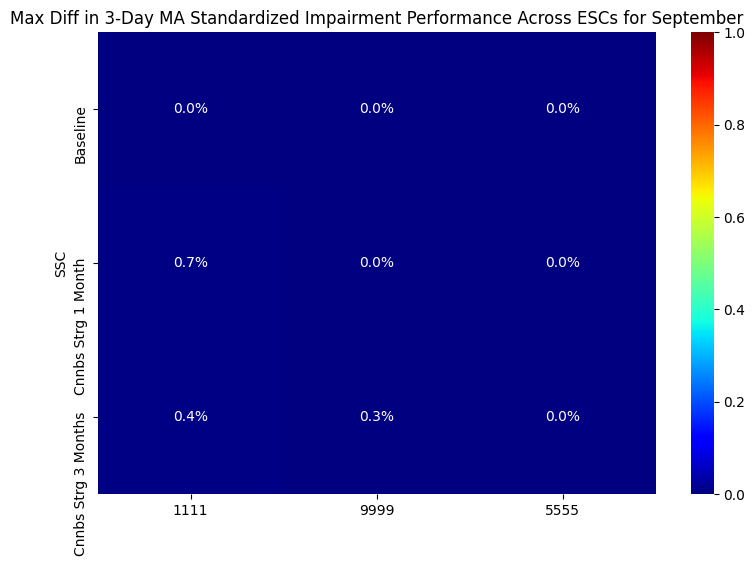 Max Diff in 3-Day MA Standardized Impairment Performance Across ESCs for September
SSC
Baseline
Cnnbs Strg 1 Month
Cnnbs Strg 3 Months
0.0% 0.0% 0.0%
0.7% 0.0% 0.0%
0.4% 0.3% 0.0%
1111 9999 5555
1.0
0.8
0.6
0.4
0.2
0.0